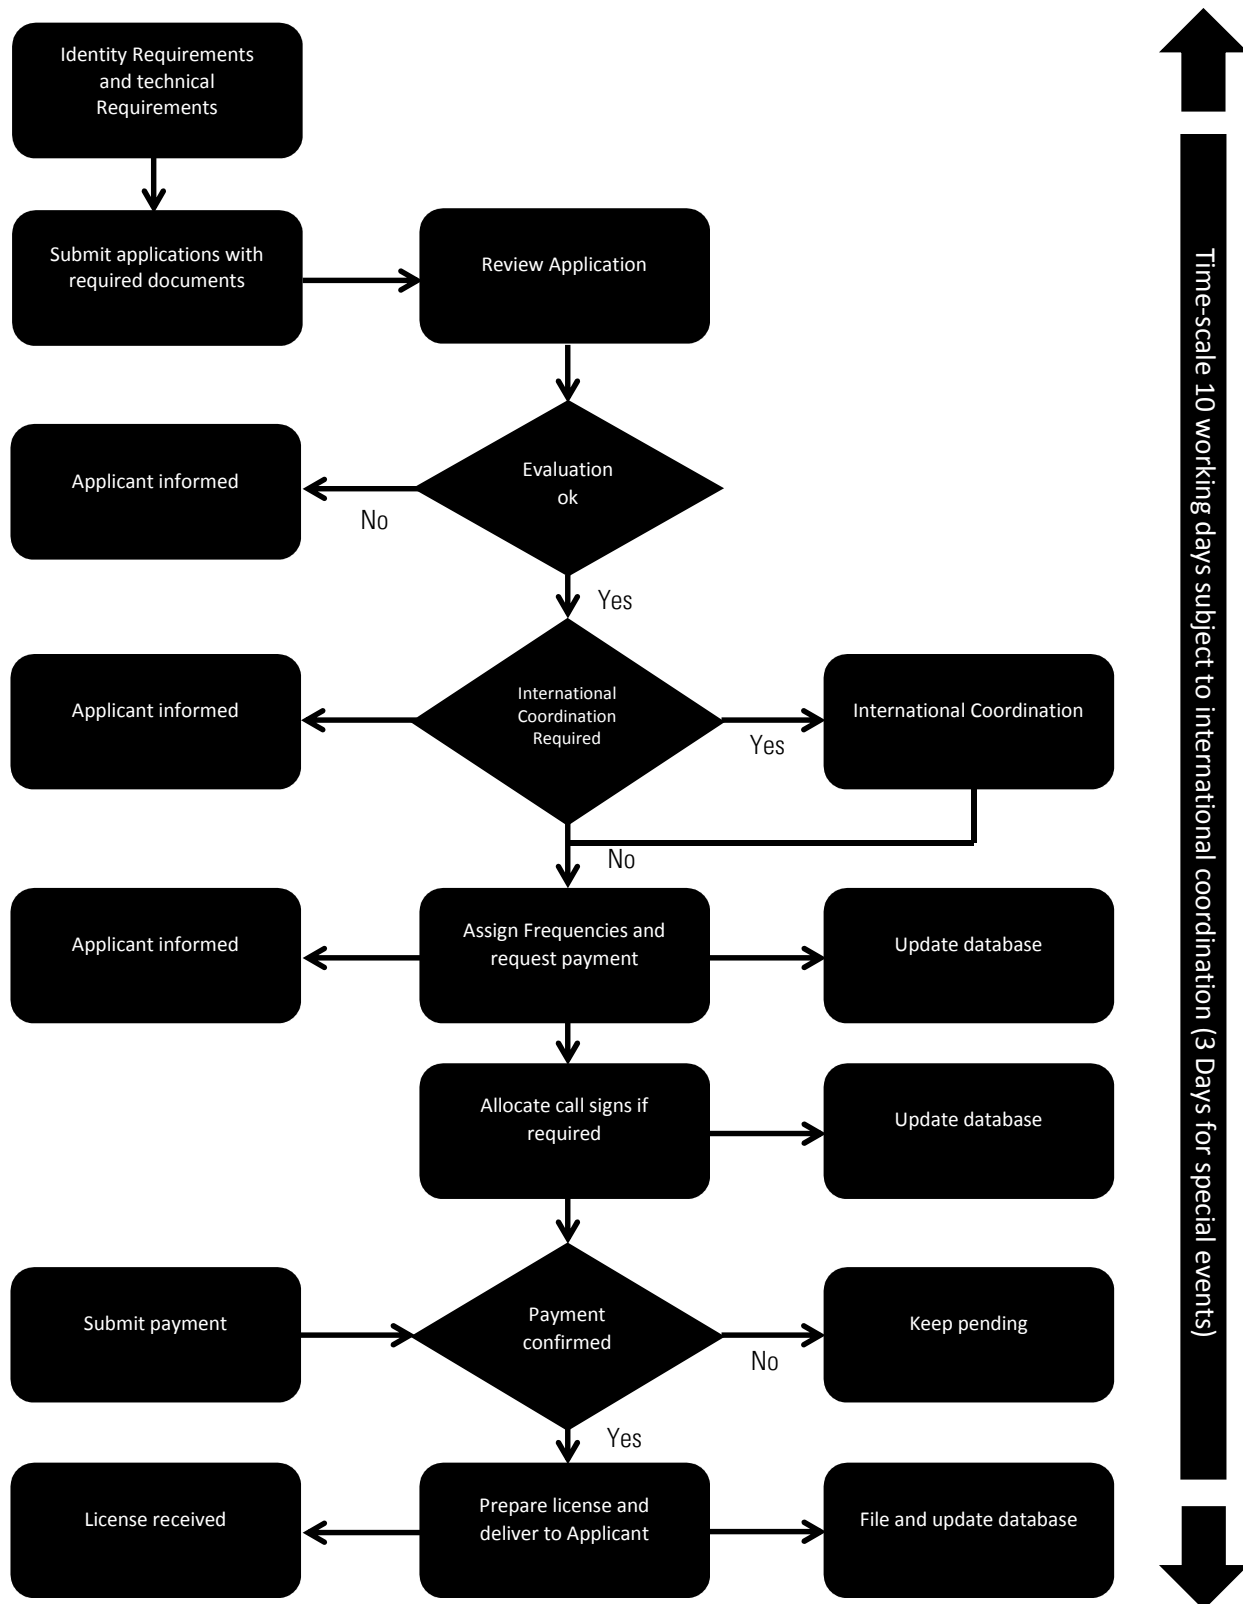 Identity Requirements
and technical
Requirements
Submit applications with
required documents
Review Application
Applicant informed
Evaluation
ok
No
Yes
Applicant informed
International
Coordination
Required
Yes
International Coordination
No
Applicant informed
Assign Frequencies and
request payment
Update database
Allocate call signs if
required
Update database
Submit payment
Payment
confirmed
No
Keep pending
Yes
License received
Prepare license and
deliver to Applicant
File and update database
Time-scale 10 working days subject to international coordination (3 Days for special events)